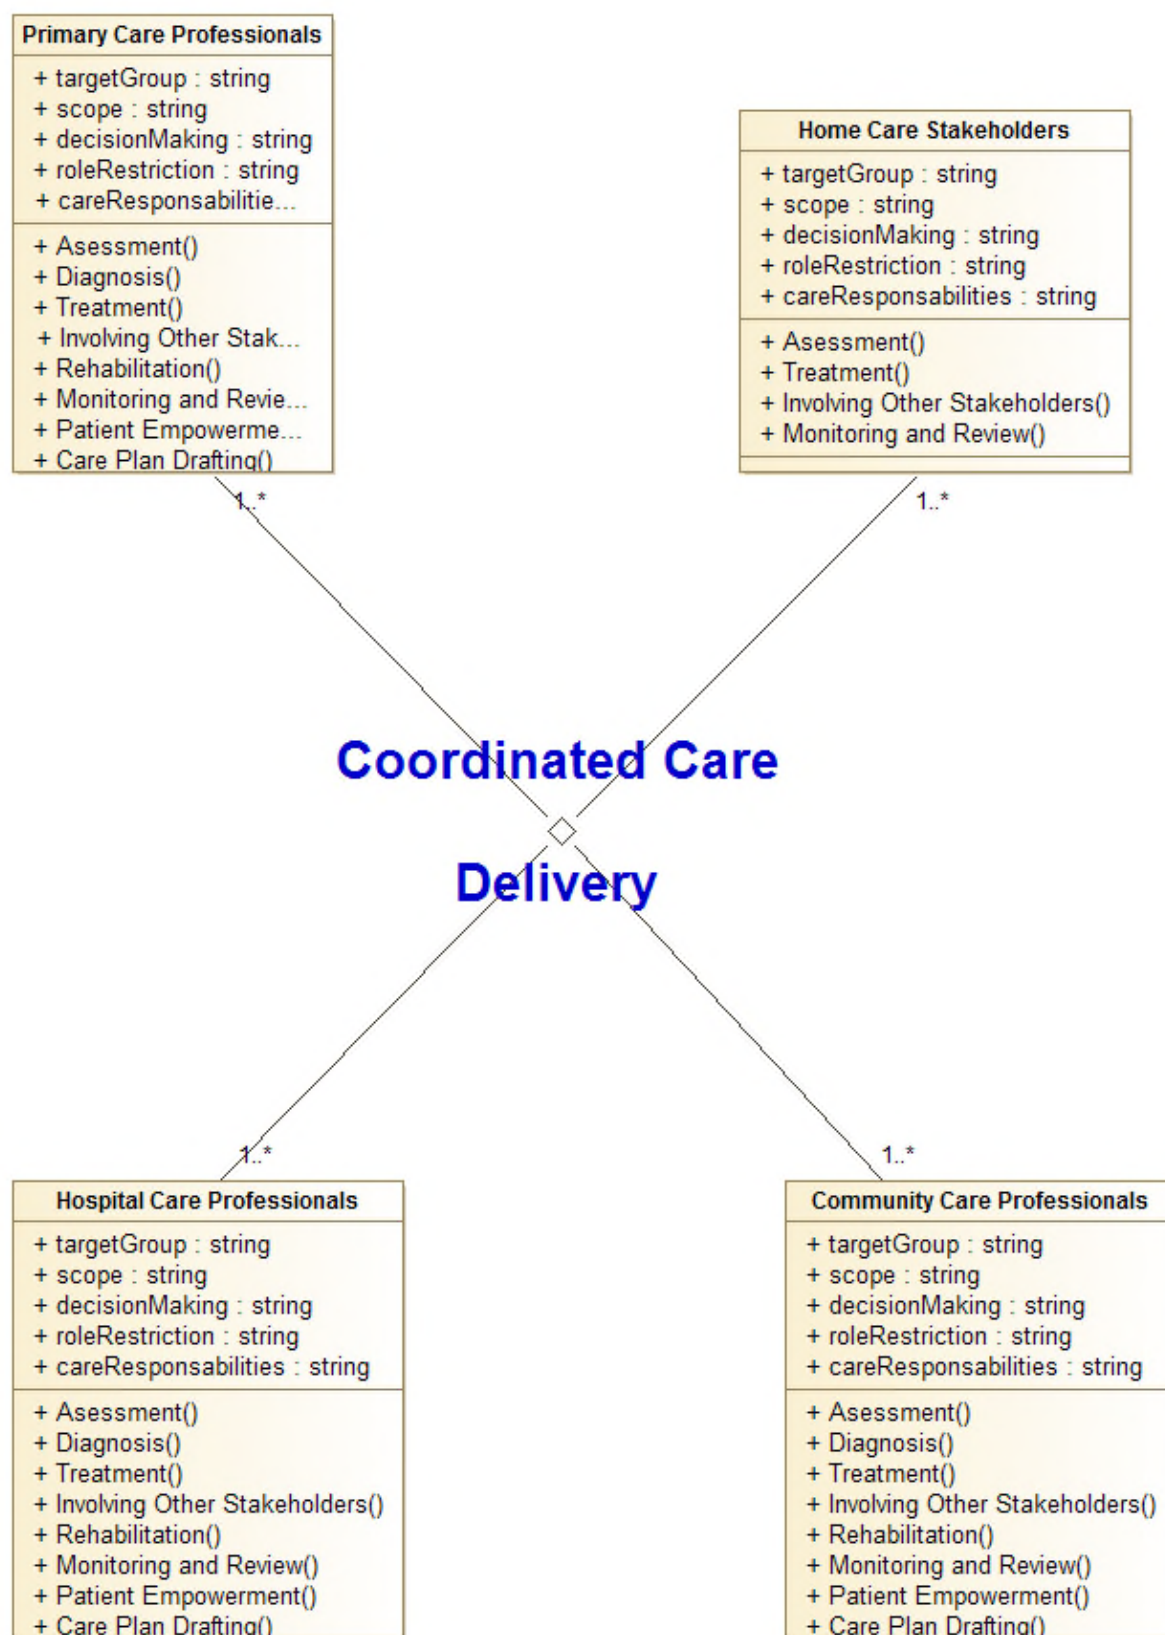 Primary Care Professionals
+ targetGroup : string
+ scope : string
+ decisionMaking : string
+ roleRestriction : string
+ careResponsabilitie...
+ Asessment()
+ Diagnosis()
+ Treatment()
+ Involving Other Stak...
+ Rehabilitation()
+ Monitoring and Revie...
+ Patient Empowerme...
+ Care Plan Drafting()
1..*
Home Care Stakeholders
+ targetGroup : string
+ scope : string
+ decisionMaking : string
+ roleRestriction : string
+ careResponsabilities : string
+ Asessment()
+ Treatment()
+ Involving Other Stakeholders()
+ Monitoring and Review()
1..*
Coordinated Care
Delivery
1..*
Hospital Care Professionals
+ targetGroup : string
+ scope : string
+ decisionMaking : string
+ roleRestriction : string
+ careResponsabilities : string
+ Asessment()
+ Diagnosis()
+ Treatment()
+ Involving Other Stakeholders()
+ Rehabilitation()
+ Monitoring and Review()
+ Patient Empowerment()
+ Care Plan Drafting()
1..*
Community Care Professionals
+ targetGroup : string
+ scope : string
+ decisionMaking : string
+ roleRestriction : string
+ careResponsabilities : string
+ Asessment()
+ Diagnosis()
+ Treatment()
+ Involving Other Stakeholders()
+ Rehabilitation()
+ Monitoring and Review()
+ Patient Empowerment()
+ Care Plan Drafting()